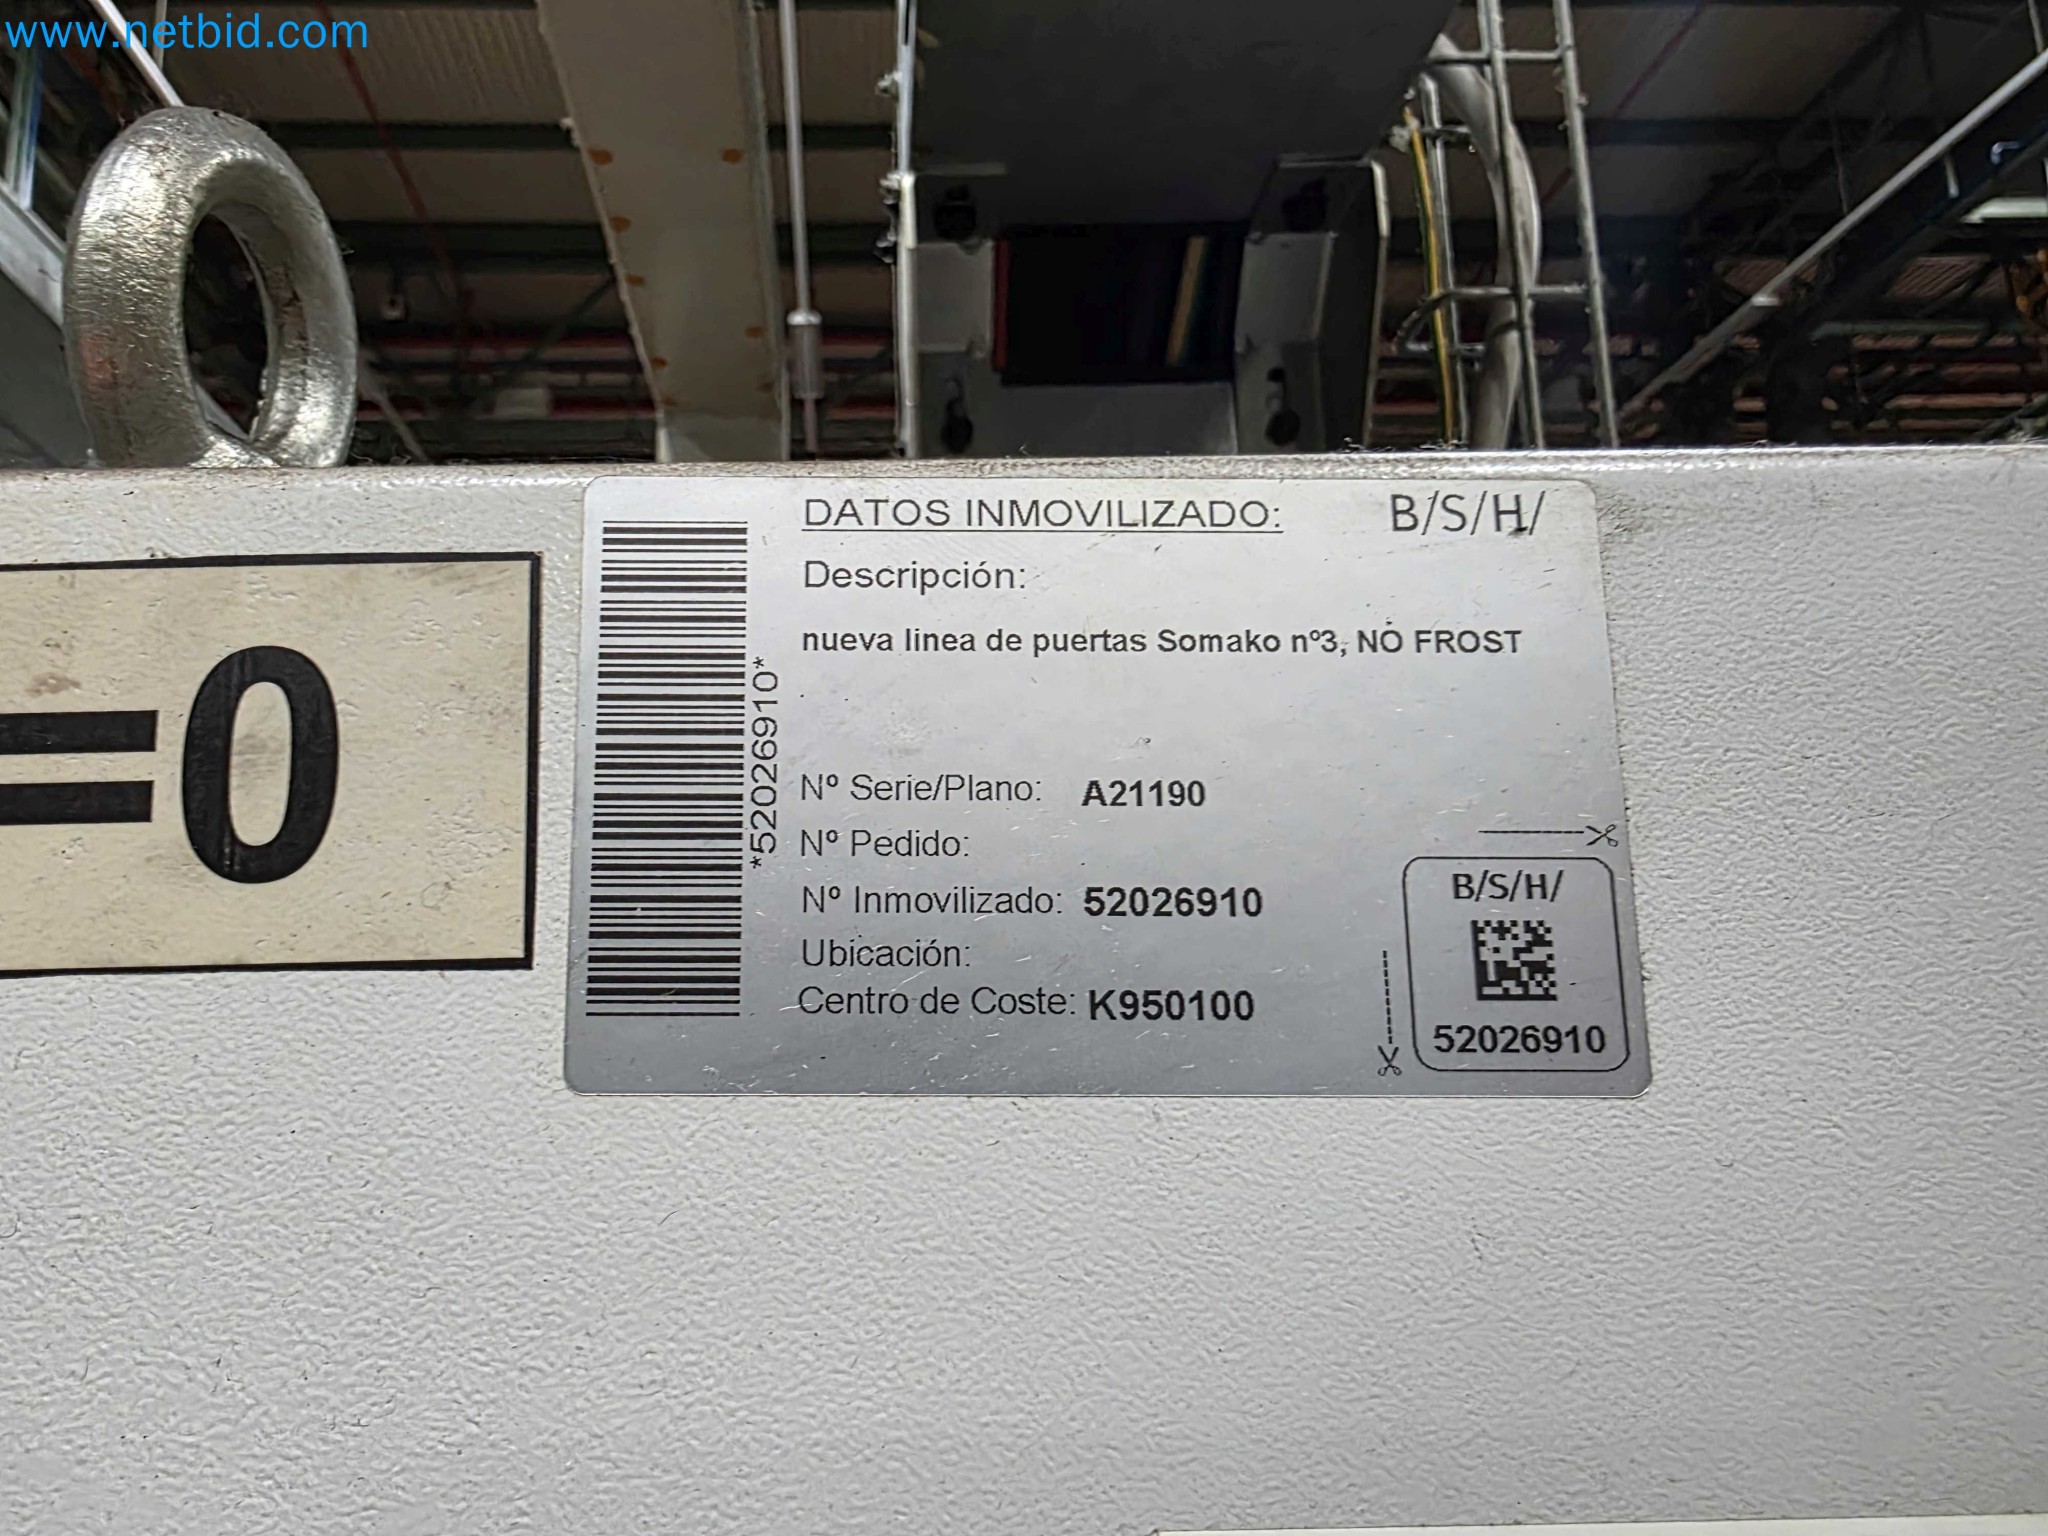 www.netbid.com
=0
*52026910*
DATOS INMOVILIZADO: B/S/H/
Descripción:
nueva linea de puertas Somako nº3, NO FROST
Nº Serie/Plano: A21190
Nº Pedido:
Nº Inmovilizado: 52026910
Ubicación:
Centro de Coste: K950100
B/S/H/
52026910